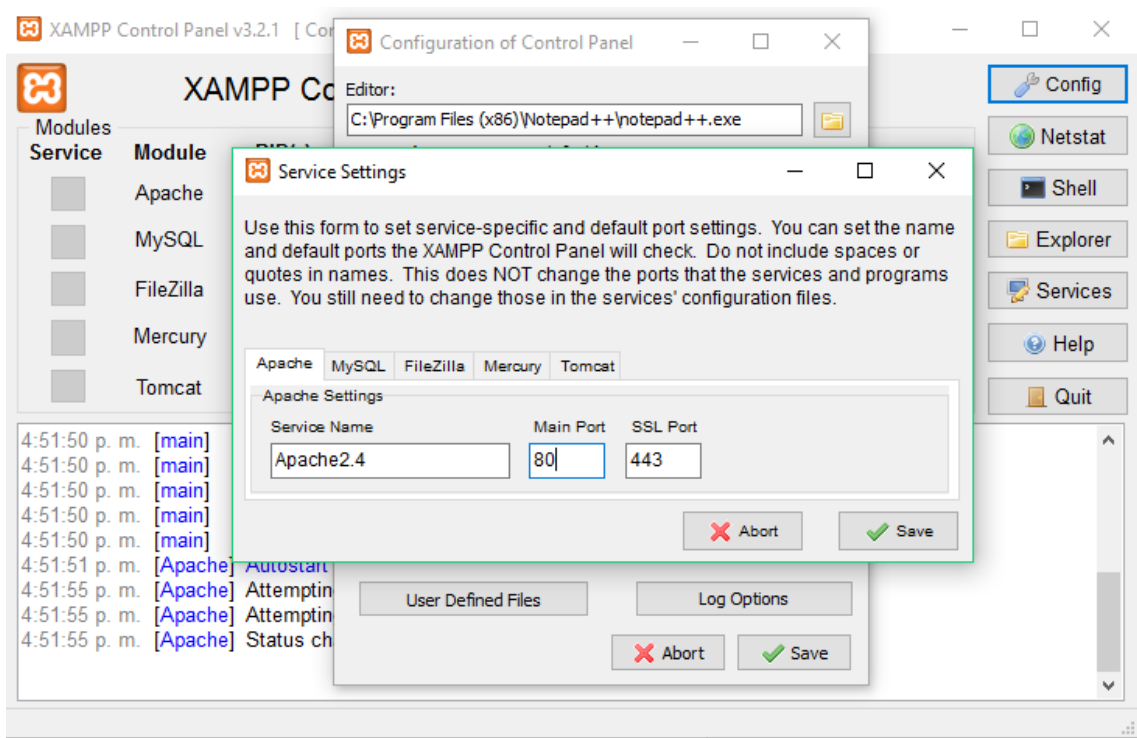 XAMPP Control Panel v3.2.1 [ Cor
Configuration of Control Panel
XAMPP Co
Editor:
C:\Program Files (x86)\Notepad++\notepad++.exe
Config
Netstat
Shell
Explorer
Services
Help
Quit
Modules
Service Module
Apache
MySQL
FileZilla
Mercury
Tomcat
Service Settings
Use this form to set service-specific and default port settings. You can set the name
and default ports the XAMPP Control Panel will check. Do not include spaces or
quotes in names. This does NOT change the ports that the services and programs
use. You still need to change those in the services' configuration files.
Apache MySQL FileZilla Mercury Tomcat
Apache Settings
Service Name Main Port SSL Port
Apache2.4 80 443
Abort Save
4:51:50 p. m. [main]
4:51:50 p. m. [main]
4:51:50 p. m. [main]
4:51:50 p. m. [main]
4:51:50 p. m. [main]
4:51:51 p. m. [Apache] Autostart
4:51:55 p. m. [Apache] Attemptin
4:51:55 p. m. [Apache] Attemptin
4:51:55 p. m. [Apache] Status ch
User Defined Files Log Options
Abort Save